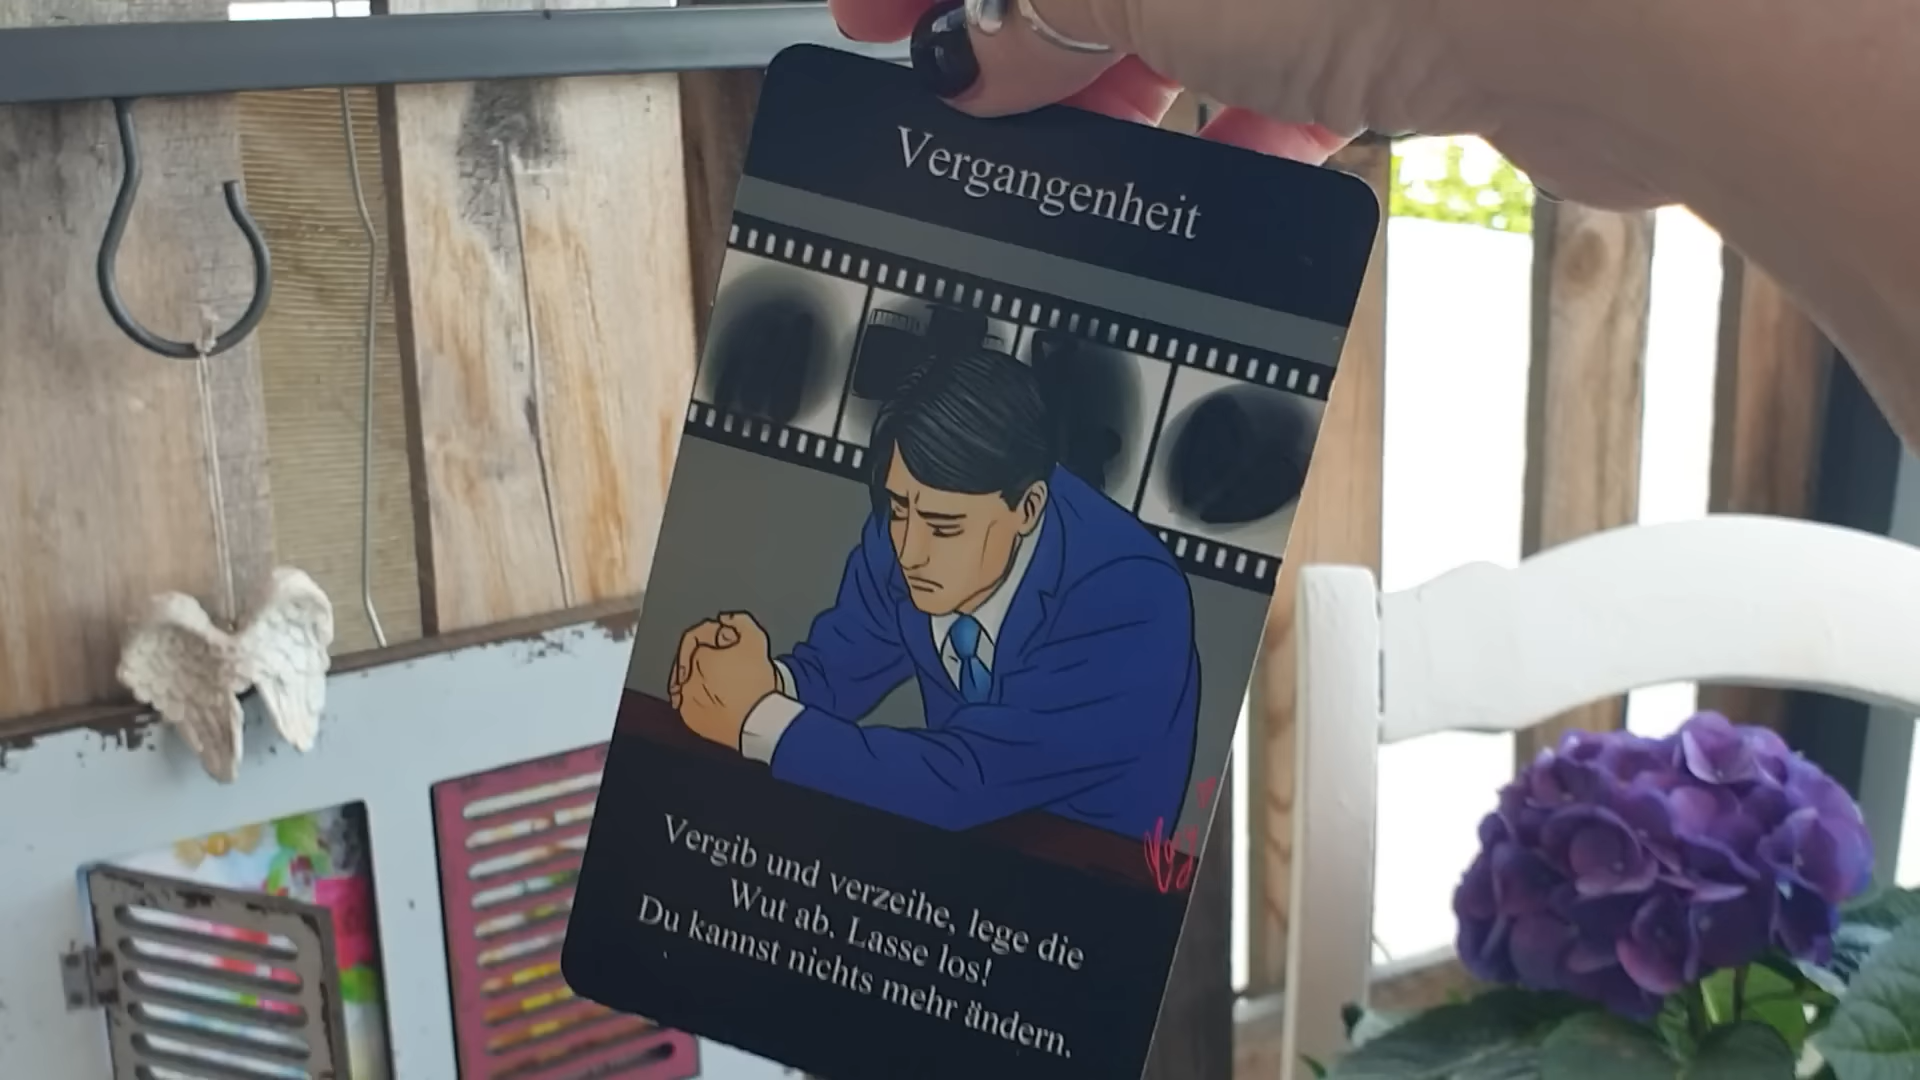 Vergangenheit
Vergib und verzeihe, lege die
Wut ab. Lasse los!
Du kannst nichts mehr ändern.